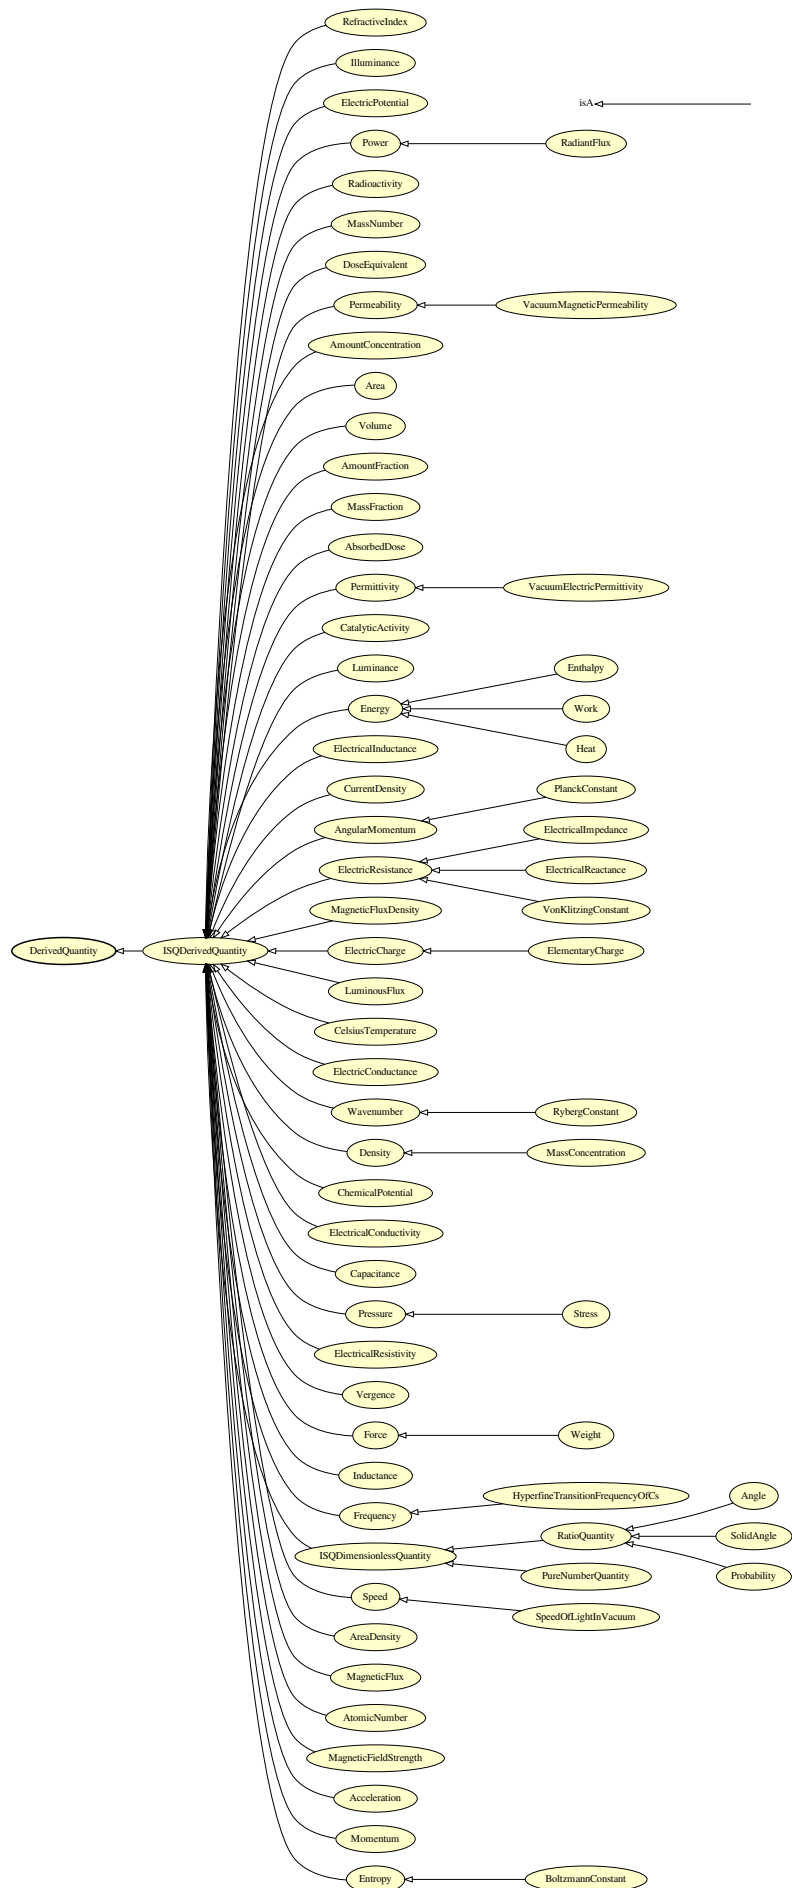 RefractiveIndex
Illuminance
ElectricPotential
isA
Power
RadiantFlux
Radioactivity
MassNumber
DoseEquivalent
Permeability
VacuumMagneticPermeability
AmountConcentration
Area
Volume
AmountFraction
MassFraction
AbsorbedDose
Permittivity
VacuumElectricPermittivity
CatalyticActivity
Luminance
Enthalpy
Energy
Work
ElectricalInductance
Heat
CurrentDensity
PlanckConstant
AngularMomentum
ElectricalImpedance
ElectricResistance
ElectricalReactance
MagneticFluxDensity
VonKlitzingConstant
DerivedQuantity
ISQDerivedQuantity
ElectricCharge
ElementaryCharge
LuminousFlux
CelsiusTemperature
ElectricConductance
Wavenumber
RybergConstant
Density
MassConcentration
ChemicalPotential
ElectricalConductivity
Capacitance
Pressure
Stress
ElectricalResistivity
Vergence
Force
Weight
Inductance
HyperfineTransitionFrequencyOfCs
Angle
Frequency
RatioQuantity
SolidAngle
ISQDimensionlessQuantity
PureNumberQuantity
Probability
Speed
SpeedOfLightInVacuum
AreaDensity
MagneticFlux
AtomicNumber
MagneticFieldStrength
Acceleration
Momentum
Entropy
BoltzmannConstant